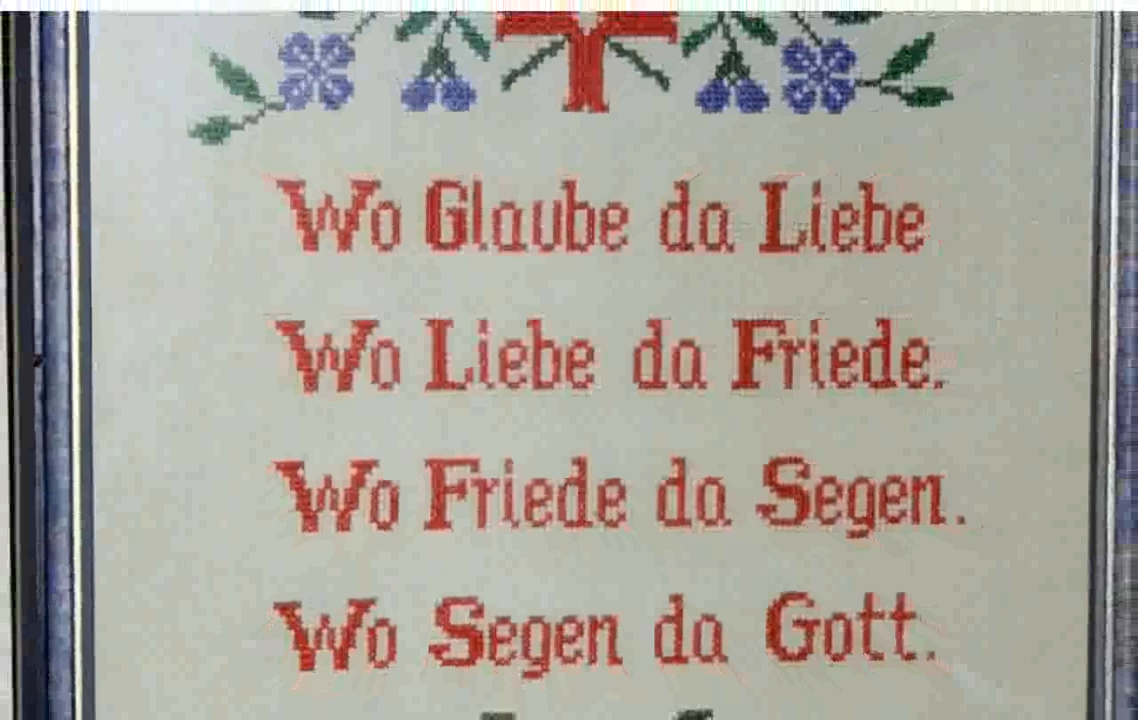 Wo Glaube da Liebe
Wo Liebe da Friede.
Wo Friede da Segen.
Wo Segen da Gott.